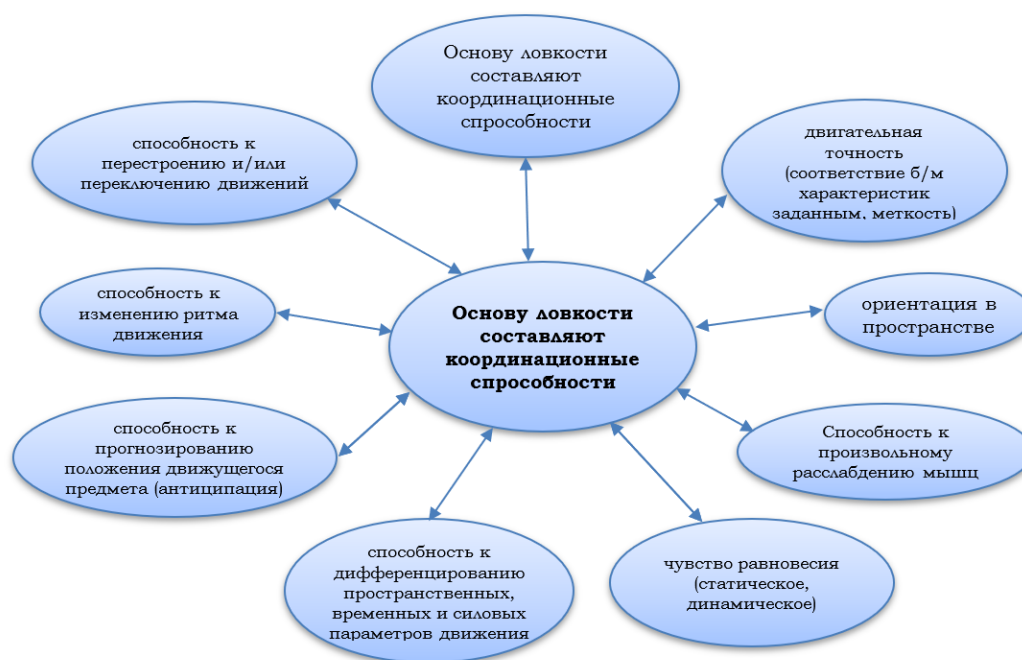 Основу ловкости
составляют
координационные
спрособности
двигательная
точность
(соответствие б/м
характеристик
заданным, меткость)
ориентация в
пространстве
Способность к
произвольному
расслаблению мышц
чувство равновесия
(статическое,
динамическое)
способность к
дифференцированию
пространственных,
временных и силовых
параметров движения
способность к
прогнозированию
положения движущегося
предмета (антиципация)
способность к
изменению ритма
движения
способность к
перестроению и/или
переключению движений
Основу ловкости
составляют
координационные
спрособности